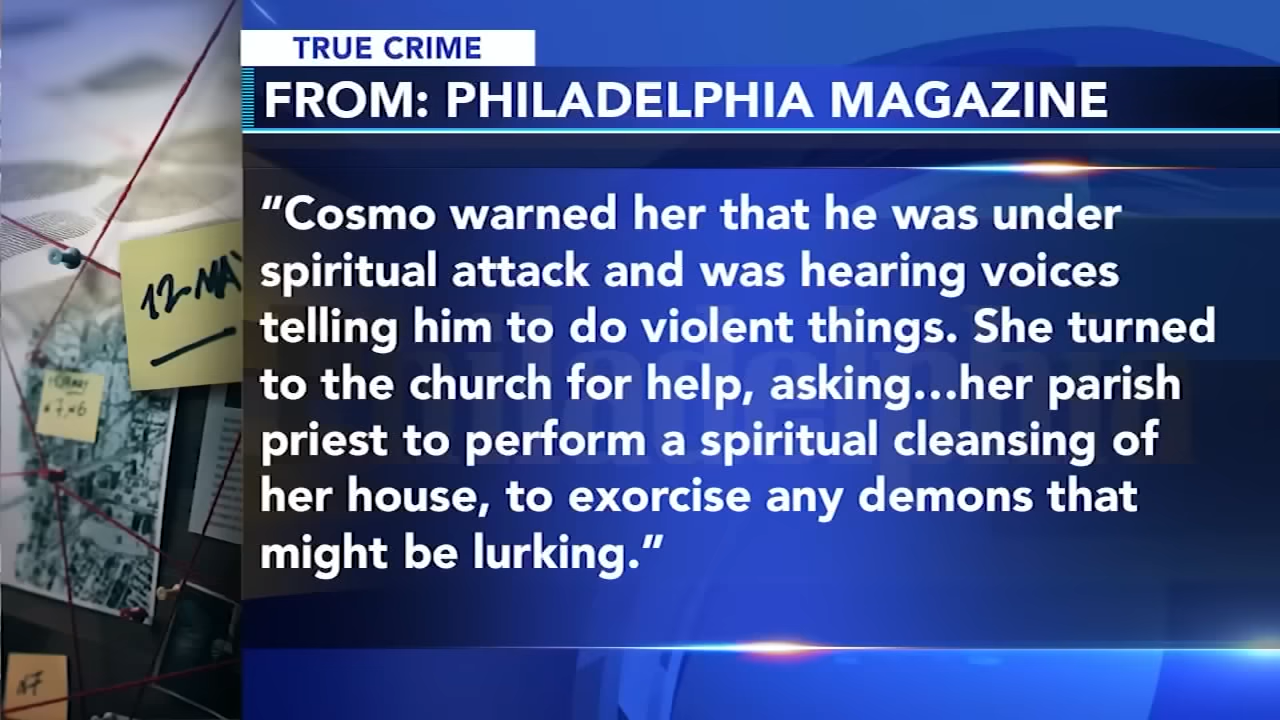 TRUE CRIME
FROM: PHILADELPHIA MAGAZINE
“Cosmo warned her that he was under
spiritual attack and was hearing voices
telling him to do violent things. She turned
to the church for help, asking...her parish
priest to perform a spiritual cleansing of
her house, to exorcise any demons that
might be lurking.”